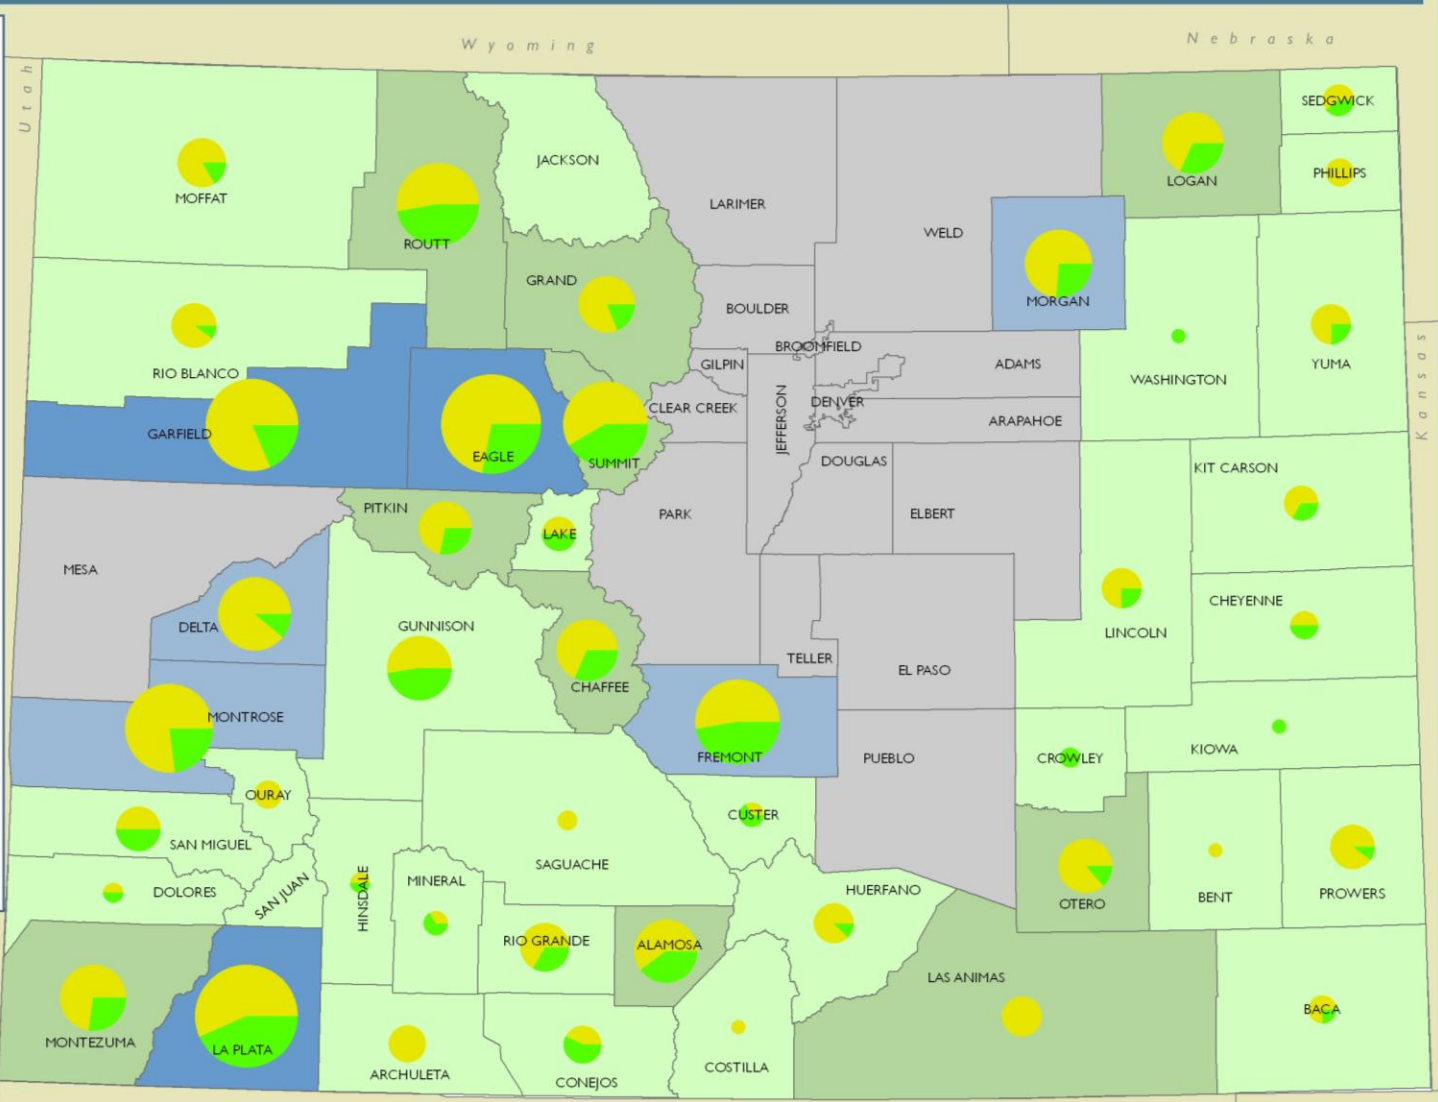 Wyoming
Nebraska
Utah
Kansas
SEDGWICK
PHILLIPS
LOGAN
JACKSON
MOFFAT
LARIMER
WELD
ROUTT
GRAND
MORGAN
BOULDER
BROOMFIELD
GILPIN
ADAMS
YUMA
WASHINGTON
RIO BLANCO
CLEAR CREEK
DENVER
ARAPAHOE
JEFFERSON
GARFIELD
EAGLE
SUMMIT
DOUGLAS
KIT CARSON
PITKIN
LAKE
PARK
ELBERT
MESA
CHEYENNE
DELTA
GUNNISON
LINCOLN
TELLER
EL PASO
CHAFFEE
MONTROSE
FREMONT
PUEBLO
CROWLEY
KIOWA
OURAY
CUSTER
SAN MIGUEL
SAGUACHE
DOLORES
SAN JUAN
HINSDALE
MINERAL
HUERFANO
OTERO
BENT
PROWERS
RIO GRANDE
ALAMOSA
LAS ANIMAS
BACA
MONTEZUMA
LA PLATA
ARCHULETA
CONEJOS
COSTILLA